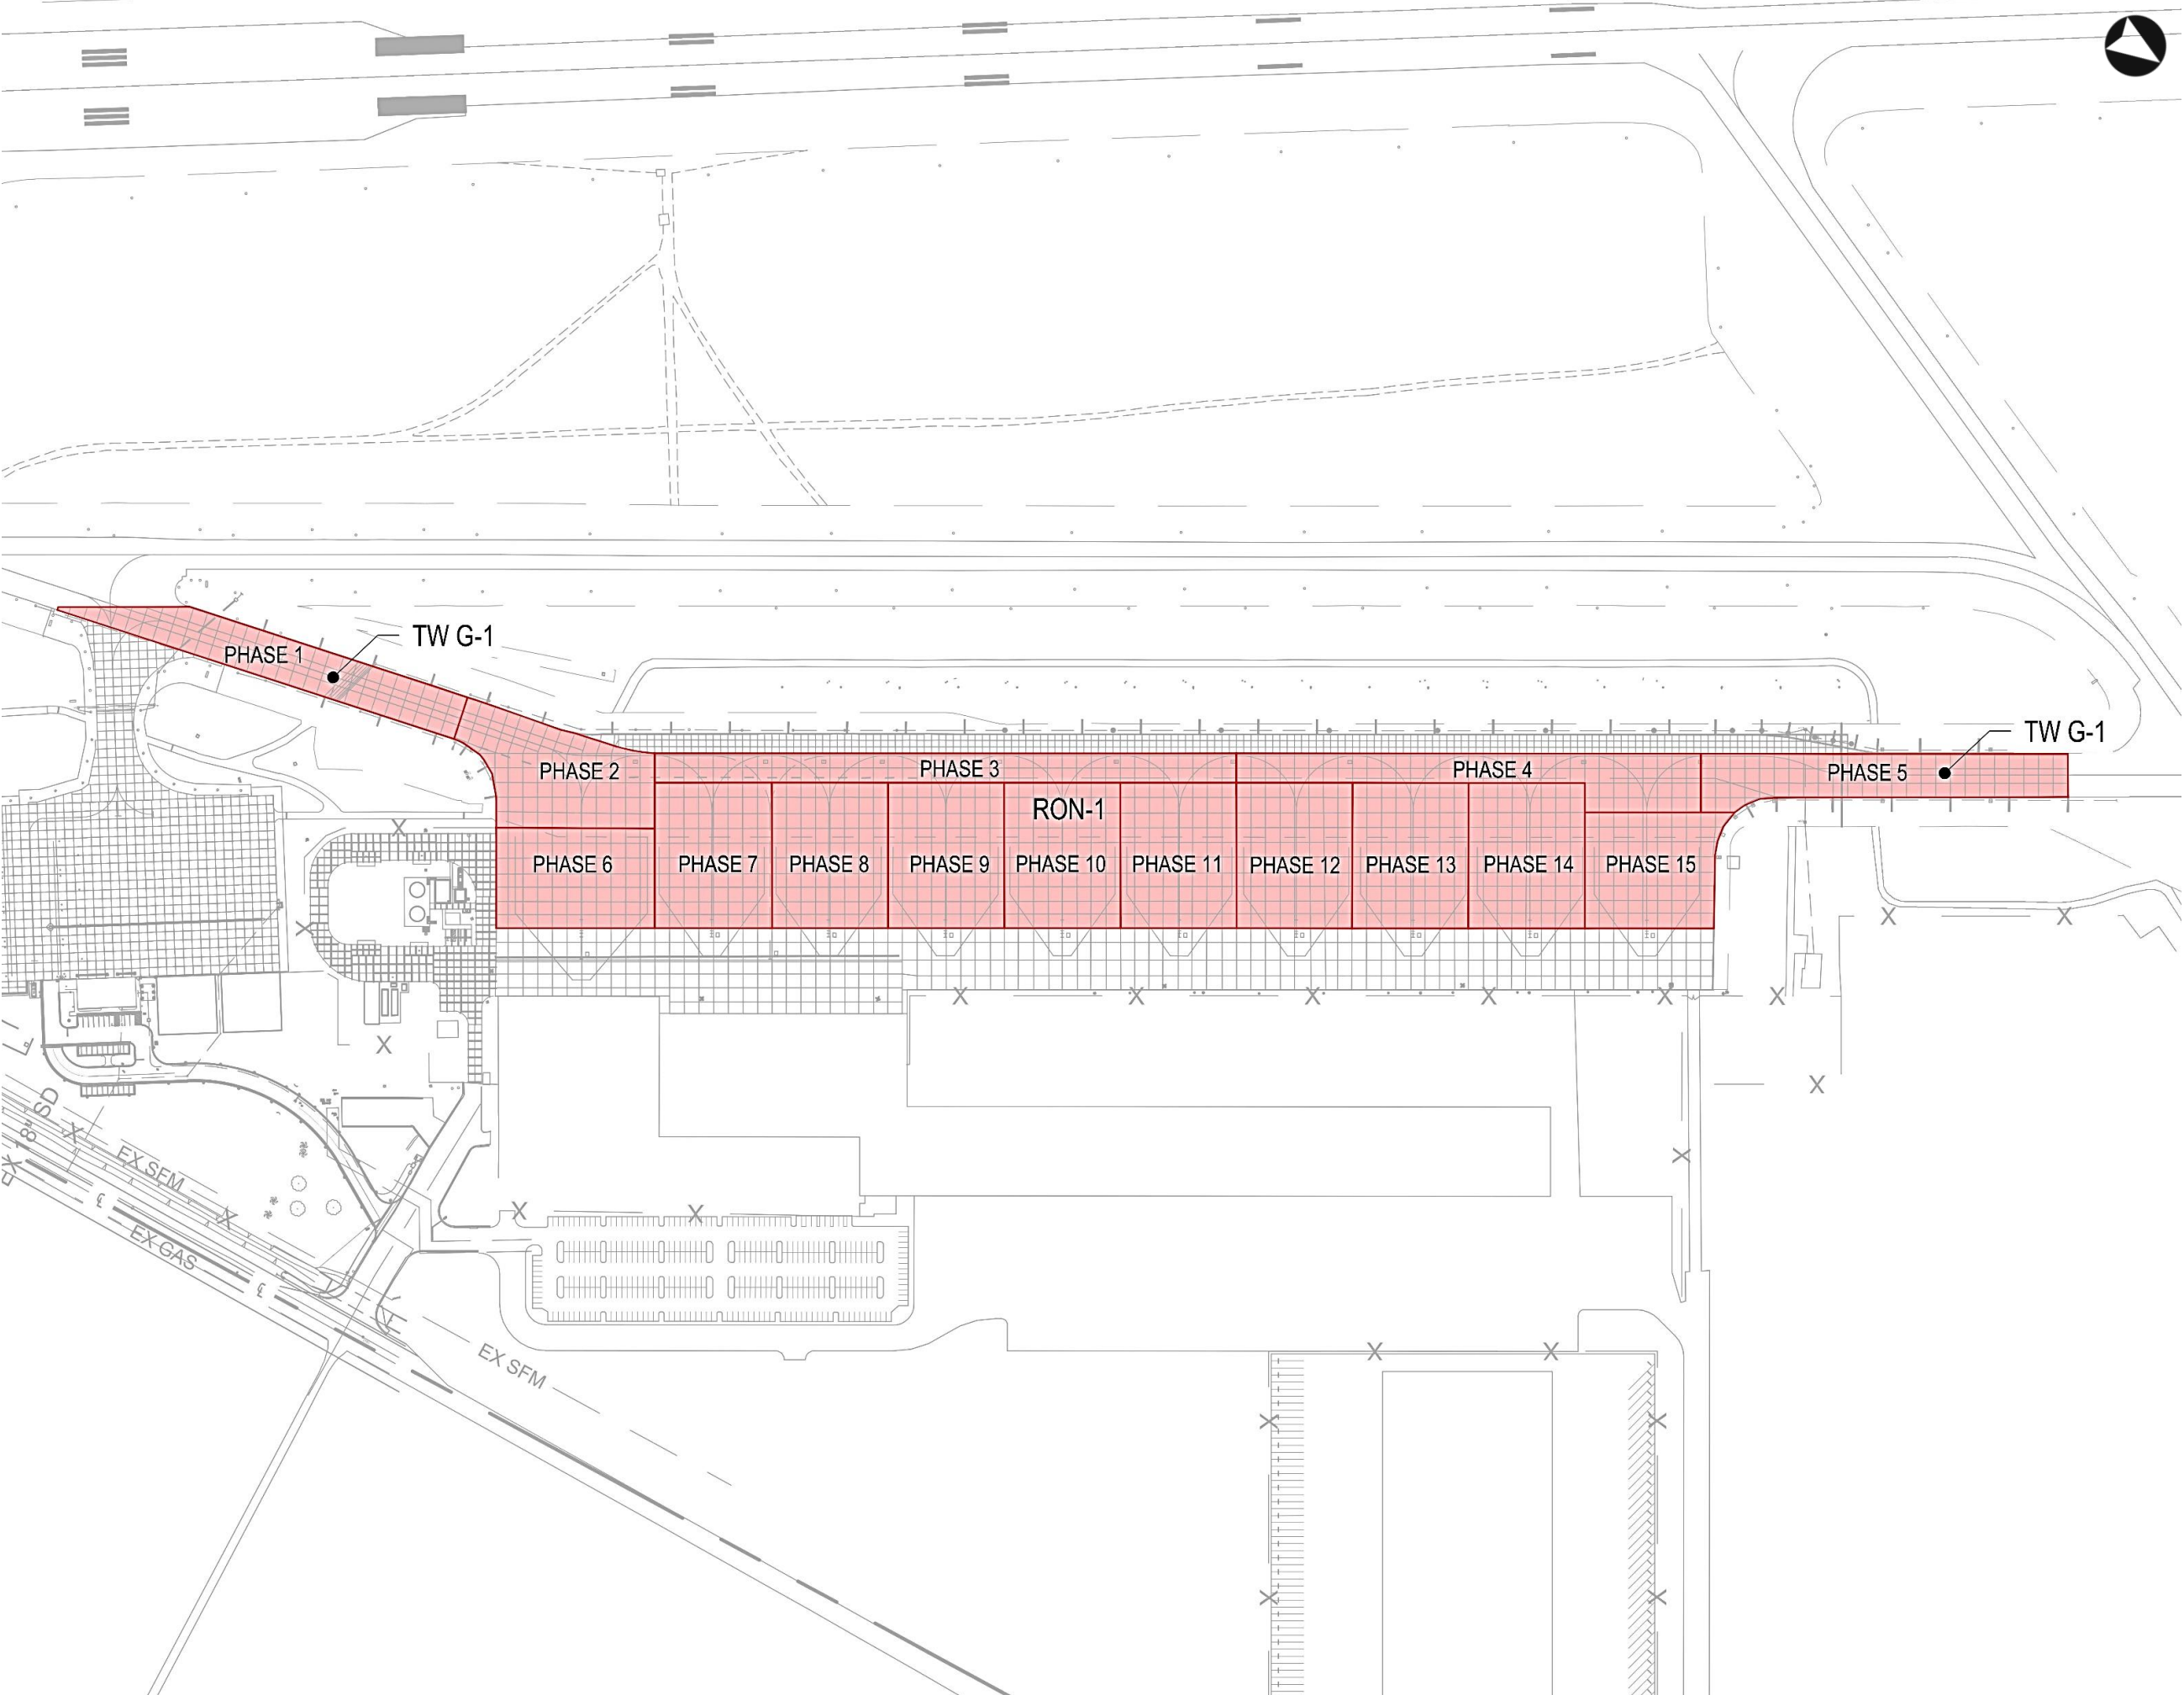 PHASE 1
TW G-1
TW G-1
PHASE 2
PHASE 3
PHASE 4
PHASE 5
RON-1
PHASE 6
PHASE 7
PHASE 8
PHASE 9
PHASE 10
PHASE 11
PHASE 12
PHASE 13
PHASE 14
PHASE 15
8" SD
EX SFM
EX GAS
EX SFM